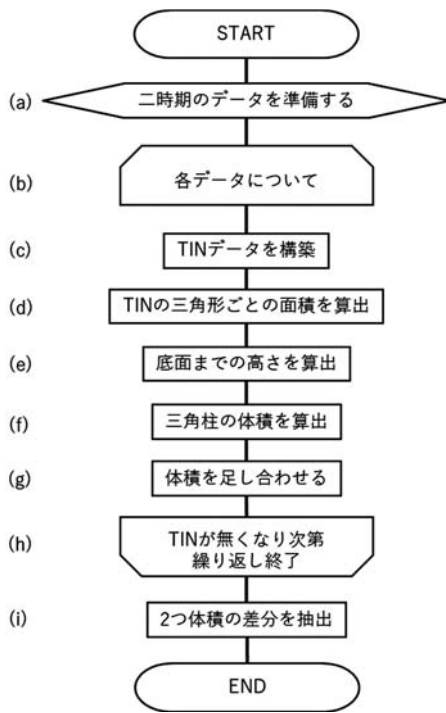 START
(a) 二時期のデータを準備する
(b) 各データについて
(c) TINデータを構築
(d) TINの三角形ごとの面積を算出
(e) 底面までの高さを算出
(f) 三角柱の体積を算出
(g) 体積を足し合わせる
(h) TINが無くなり次第
繰り返し終了
(i) 2つ体積の差分を抽出
END